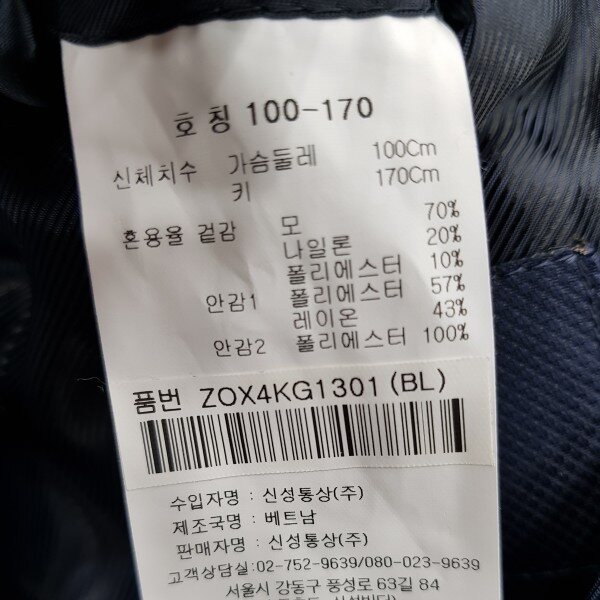 호칭 100-170
신체치수 가슴둘레 100Cm
키 170Cm
혼용율 겉감 모 70%
나일론 20%
폴리에스터 10%
안감1 폴리에스터 57%
레이온 43%
안감2 폴리에스터 100%
품번 ZOX4KG1301(BL)
수입자명 : 신성통상(주)
제조국명 : 베트남
판매자명 : 신성통상(주)
고객상담실:02-752-9639/080-023-9639
서울시 강동구 풍성로 63길 84